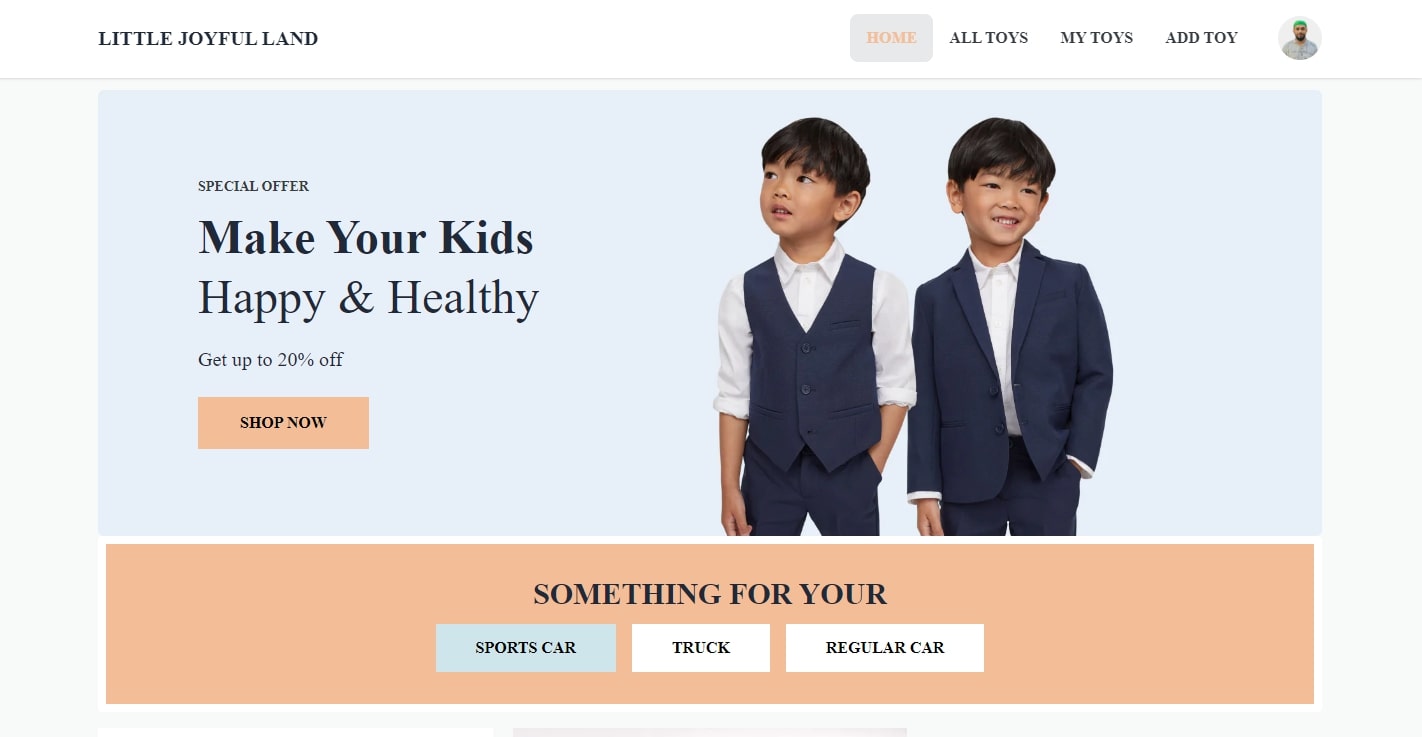 LITTLE JOYFUL LAND
HOME
ALL TOYS
MY TOYS
ADD TOY
SPECIAL OFFER
Make Your Kids
Happy & Healthy
Get up to 20% off
SHOP NOW
SOMETHING FOR YOUR
SPORTS CAR
TRUCK
REGULAR CAR